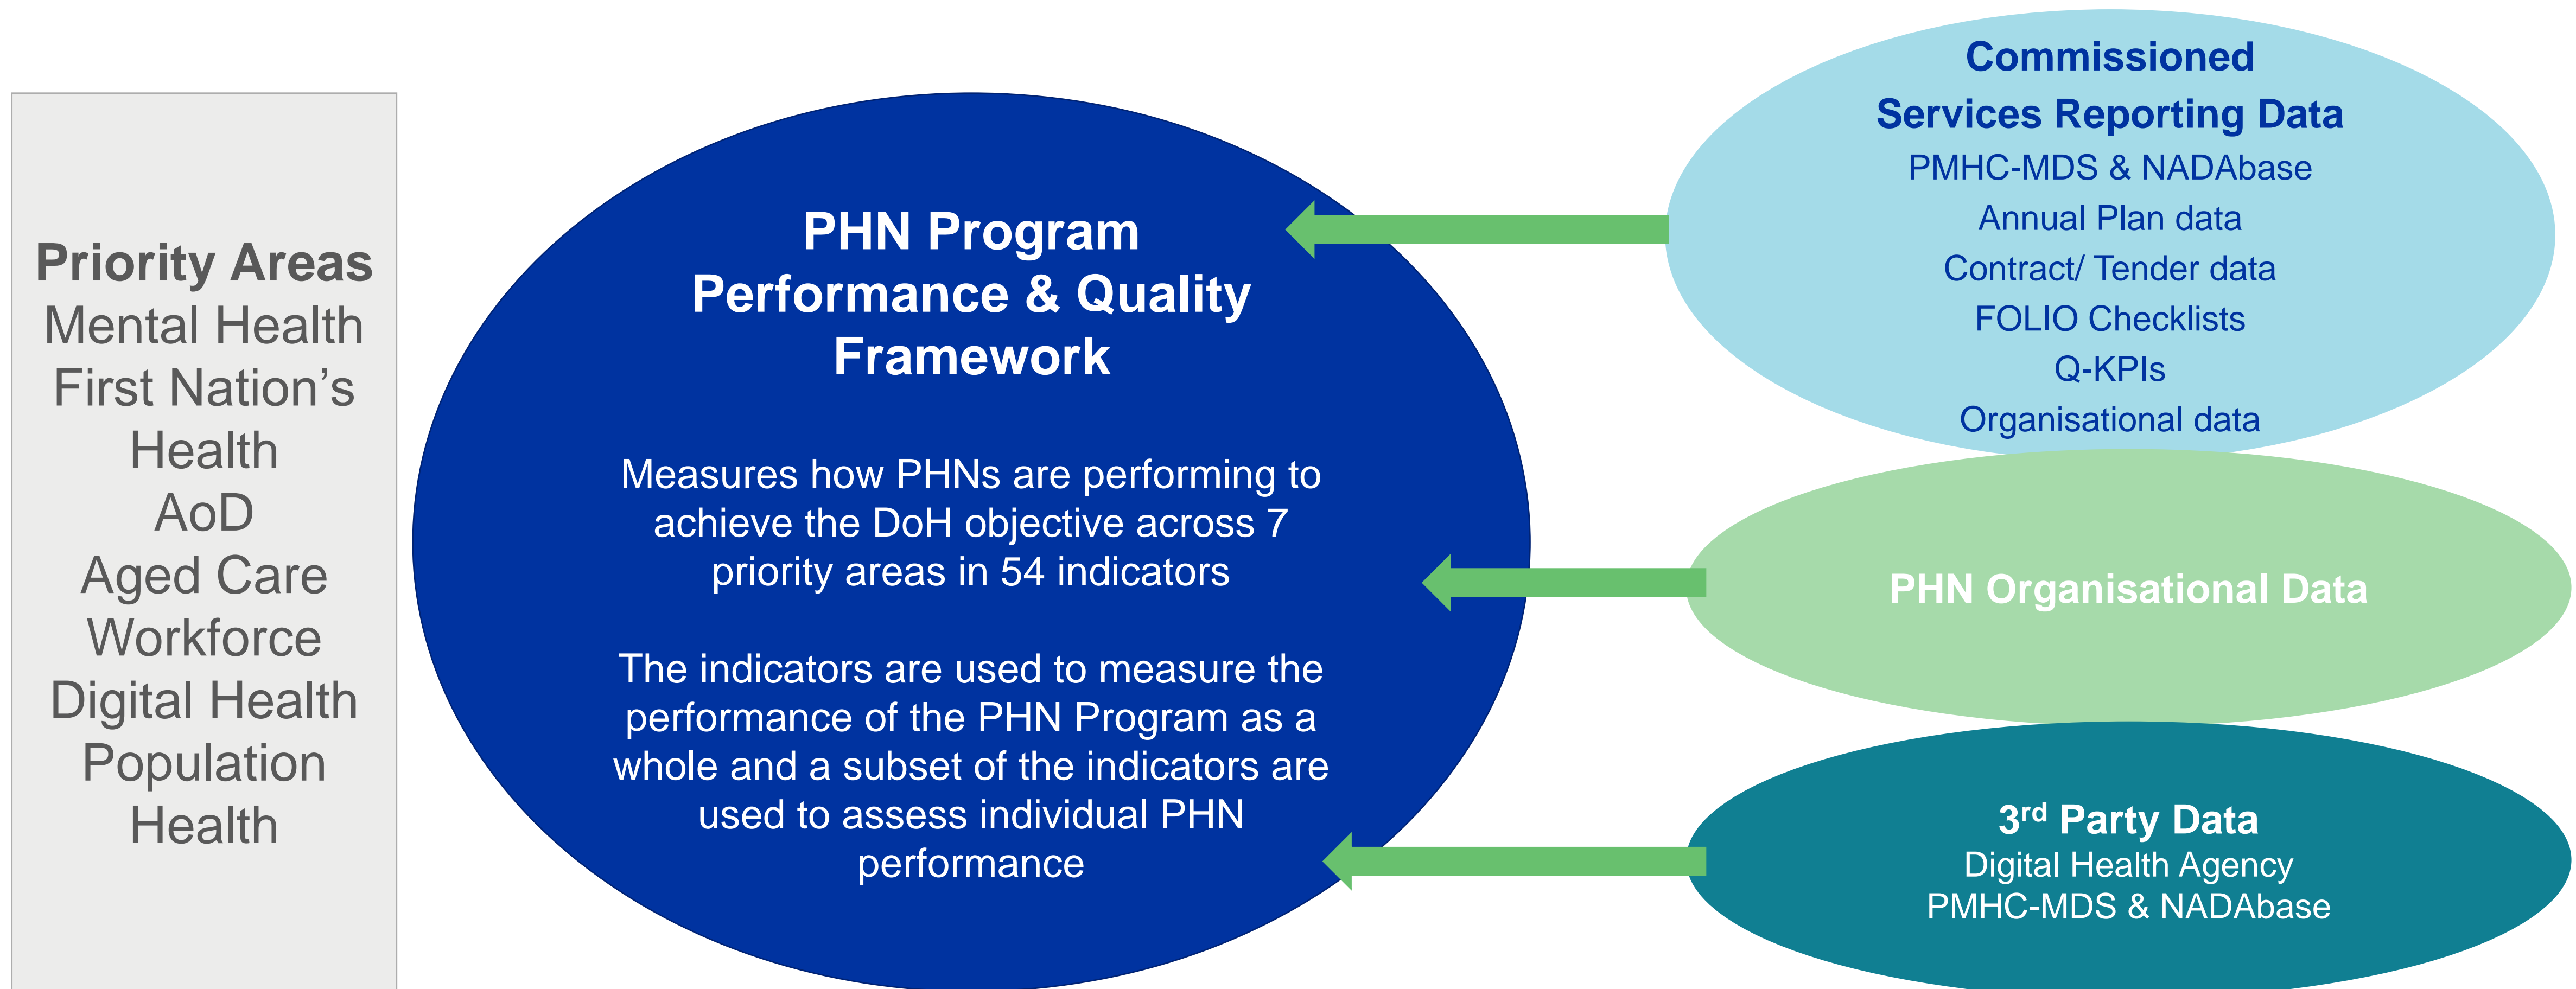 Priority Areas
Mental Health
First Nation’s
Health
AoD
Aged Care
Workforce
Digital Health
Population
Health
PHN Program
Performance & Quality
Framework
Measures how PHNs are performing to
achieve the DoH objective across 7
priority areas in 54 indicators
The indicators are used to measure the
performance of the PHN Program as a
whole and a subset of the indicators are
used to assess individual PHN
performance
Commissioned
Services Reporting Data
PMHC-MDS & NADAbase
Annual Plan data
Contract/ Tender data
FOLIO Checklists
Q-KPIs
Organisational data
PHN Organisational Data
3rd Party Data
Digital Health Agency
PMHC-MDS & NADAbase